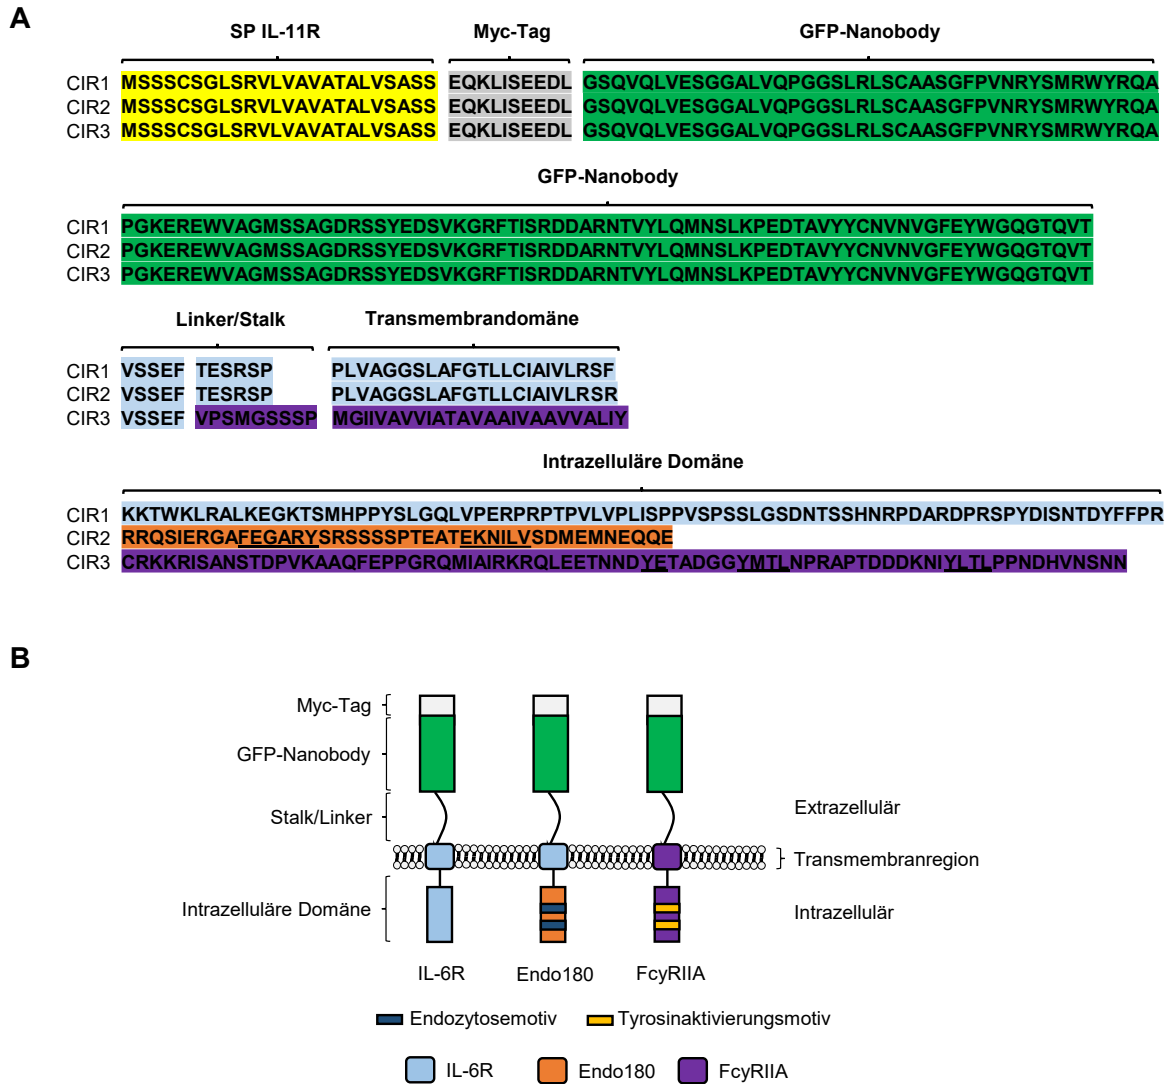 A
SP IL-11R Myc-Tag GFP-Nanobody
CIR1 MSSSCSGLSRVLVAVATALVSASS EQKLISEEDL GSQVQLVESGGALVQPGGSLRLSCAASGFPVNRYSMRWYRQA
CIR2 MSSSCSGLSRVLVAVATALVSASS EQKLISEEDL GSQVQLVESGGALVQPGGSLRLSCAASGFPVNRYSMRWYRQA
CIR3 MSSSCSGLSRVLVAVATALVSASS EQKLISEEDL GSQVQLVESGGALVQPGGSLRLSCAASGFPVNRYSMRWYRQA
GFP-Nanobody
CIR1 PGKEREWVAGMSSAGDRSSYEDSVKGRFTISRDDARNTVYLQMNSLKPEDTAVYYCNVNVGFEYWGQGTQVT
CIR2 PGKEREWVAGMSSAGDRSSYEDSVKGRFTISRDDARNTVYLQMNSLKPEDTAVYYCNVNVGFEYWGQGTQVT
CIR3 PGKEREWVAGMSSAGDRSSYEDSVKGRFTISRDDARNTVYLQMNSLKPEDTAVYYCNVNVGFEYWGQGTQVT
Linker/Stalk Transmembrandomäne
CIR1 VSSEF TESRSP PLVAGGSLAFGTLLCIAIVLRSF
CIR2 VSSEF TESRSP PLVAGGSLAFGTLLCIAIVLRSR
CIR3 VSSEF VPSMGSSSP MGIIVAVVIATAVAAIVAAVVALIY
Intrazelluläre Domäne
CIR1 KKTWKLRALKEGKTSMHPPYSLGQLVPERPRPTPVLVPLISPPVSPSSLGSDNTSSHNRPDARDPRSPYDISNTDYFFPR
CIR2 RRQSIERGAFEGARYSRSSSSPTEATEKNILVSDMEMNEQQE
CIR3 CRKKRISANSTDPVKAAQFEPPGRQMIAIRKRQLEETNNDYETADGGYMTLNPRAPTDDDKNIYLTLPPNDHVNSNN
B
Myc-Tag
GFP-Nanobody
Stalk/Linker Extrazellulär
Transmembranregion
Intrazelluläre Domäne Intrazellulär
IL-6R Endo180 FcyRIIA
Endozytosemotiv Tyrosinaktivierungsmotiv
IL-6R Endo180 FcyRIIA